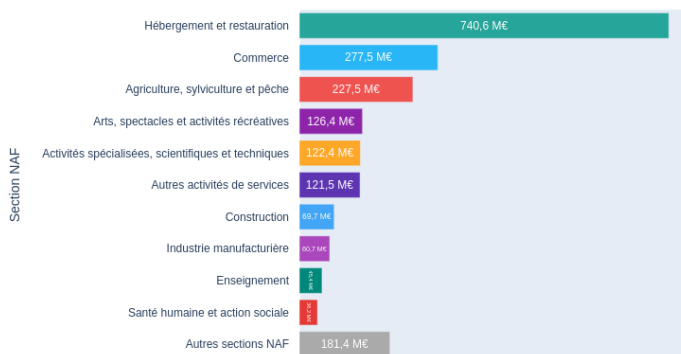 Section NAF
Hébergement et restauration 740,6 M€
Commerce 277,5 M€
Agriculture, sylviculture et pêche 227,5 M€
Arts, spectacles et activités récréatives 126,4 M€
Activités spécialisées, scientifiques et techniques 122,4 M€
Autres activités de services 121,5 M€
Construction 69,7 M€
Industrie manufacturière 60,7 M€
Enseignement
Santé humaine et action sociale
Autres sections NAF 181,4 M€